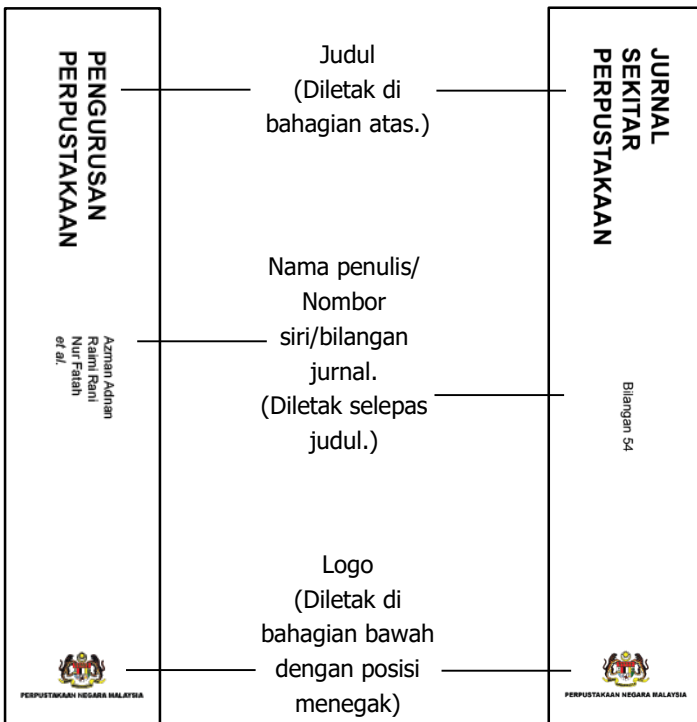 PENGURUSAN
PERPUSTAKAAN
Azman Adnan
Raimi Rani
Nur Fatah
et al.
PERPUSTAKAAN NEGARA MALAYSIA
Judul
(Diletak di
bahagian atas.)
Nama penulis/
Nombor
siri/bilangan
jurnal.
(Diletak selepas
judul.)
Logo
(Diletak di
bahagian bawah
dengan posisi
menegak)
JURNAL
SEKITAR
PERPUSTAKAAN
Bilangan 54
PERPUSTAKAAN NEGARA MALAYSIA